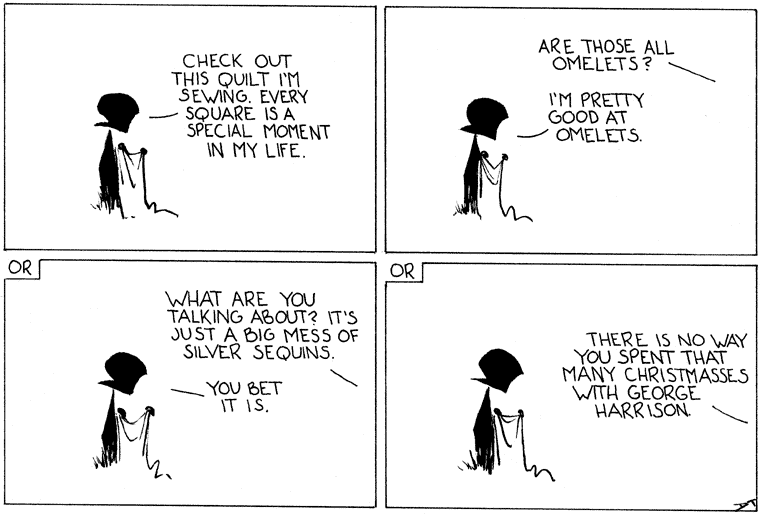 CHECK OUT
THIS QUILT I'M
SEWING. EVERY
SQUARE IS A
SPECIAL MOMENT
IN MY LIFE.
ARE THOSE ALL
OMELETS?
I'M PRETTY
GOOD AT
OMELETS.
OR
WHAT ARE YOU
TALKING ABOUT? IT'S
JUST A BIG MESS OF
SILVER SEQUINS.
YOU BET
IT IS.
OR
THERE IS NO WAY
YOU SPENT THAT
MANY CHRISTMASSES
WITH GEORGE
HARRISON.